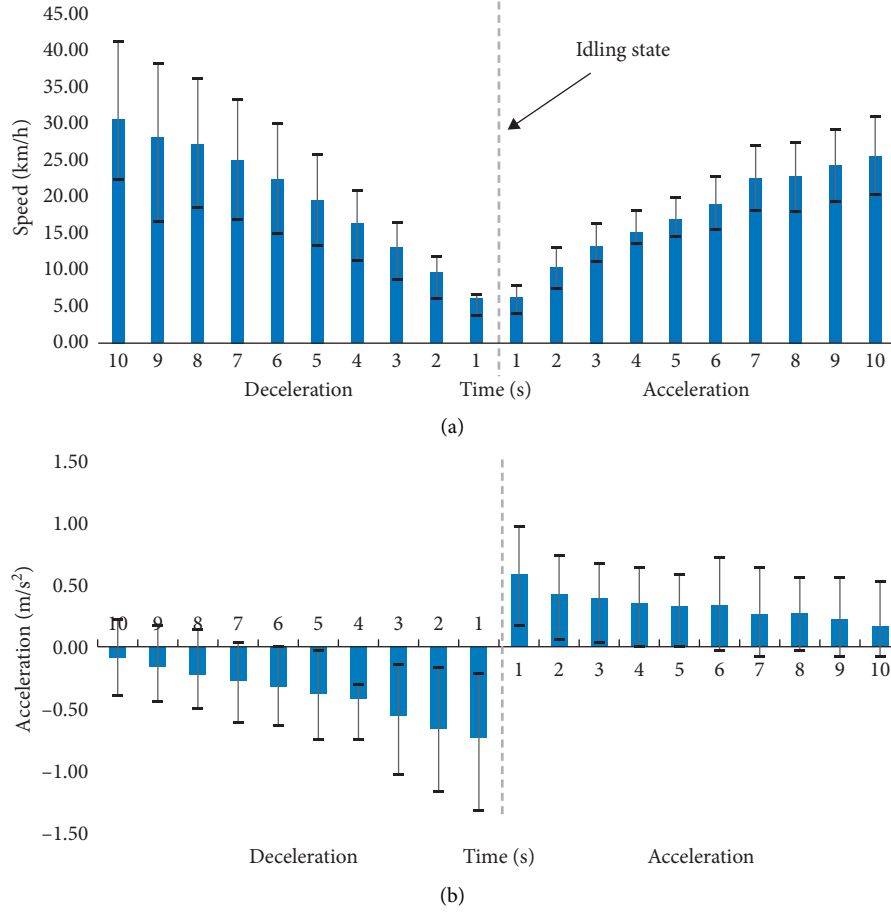 45.00
40.00
35.00
30.00
25.00
20.00
15.00
10.00
5.00
0.00
Speed (km/h)
Idling state
10 9 8 7 6 5 4 3 2 1 1 2 3 4 5 6 7 8 9 10
Deceleration Time (s) Acceleration
(a)
1.50
1.00
0.50
0.00
−0.50
−1.00
−1.50
Acceleration (m/s²)
10 9 8 7 6 5 4 3 2 1
1 2 3 4 5 6 7 8 9 10
Deceleration Time (s) Acceleration
(b)